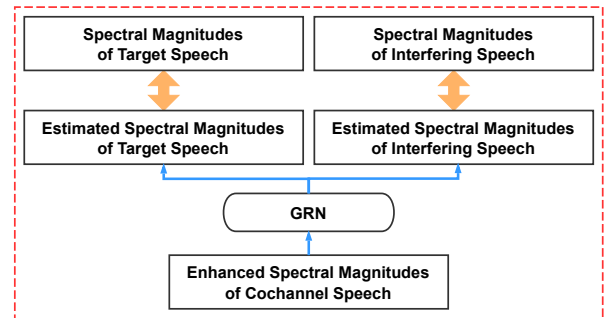 Spectral Magnitudes
of Target Speech
Spectral Magnitudes
of Interfering Speech
Estimated Spectral Magnitudes
of Target Speech
Estimated Spectral Magnitudes
of Interfering Speech
GRN
Enhanced Spectral Magnitudes
of Cochannel Speech